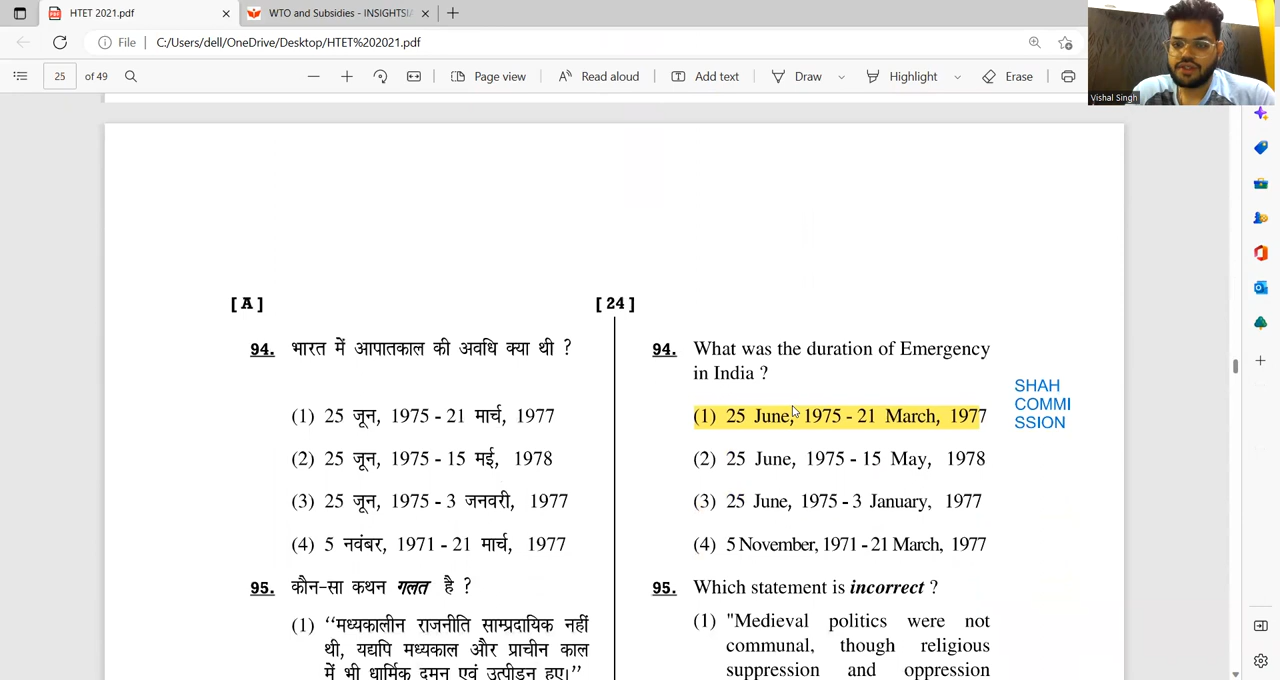 HTET 2021.pdf
WTO and Subsidies - INSIGHTSI
File
C:/Users/dell/OneDrive/Desktop/HTET%202021.pdf
25 of 49
Page view
Read aloud
Add text
Draw
Highlight
Erase
Vishal Singh
[ A ]
[ 24 ]
94. भारत में आपातकाल की अवधि क्या थी ?
(1) 25 जून, 1975 - 21 मार्च, 1977
(2) 25 जून, 1975 - 15 मई, 1978
(3) 25 जून, 1975 - 3 जनवरी, 1977
(4) 5 नवंबर, 1971 - 21 मार्च, 1977
95. कौन-सा कथन गलत है ?
(1) “मध्यकालीन राजनीति साम्प्रदायिक नहीं
थी, यद्यपि मध्यकाल और प्राचीन काल
में भी धार्मिक दमन एवं उत्पीड़न हुए।”
94. What was the duration of Emergency
in India ?
(1) 25 June, 1975 - 21 March, 1977
(2) 25 June, 1975 - 15 May, 1978
(3) 25 June, 1975 - 3 January, 1977
(4) 5 November, 1971 - 21 March, 1977
95. Which statement is incorrect ?
(1) "Medieval politics were not
communal, though religious
suppression and oppression
SHAH
COMMI
SSION